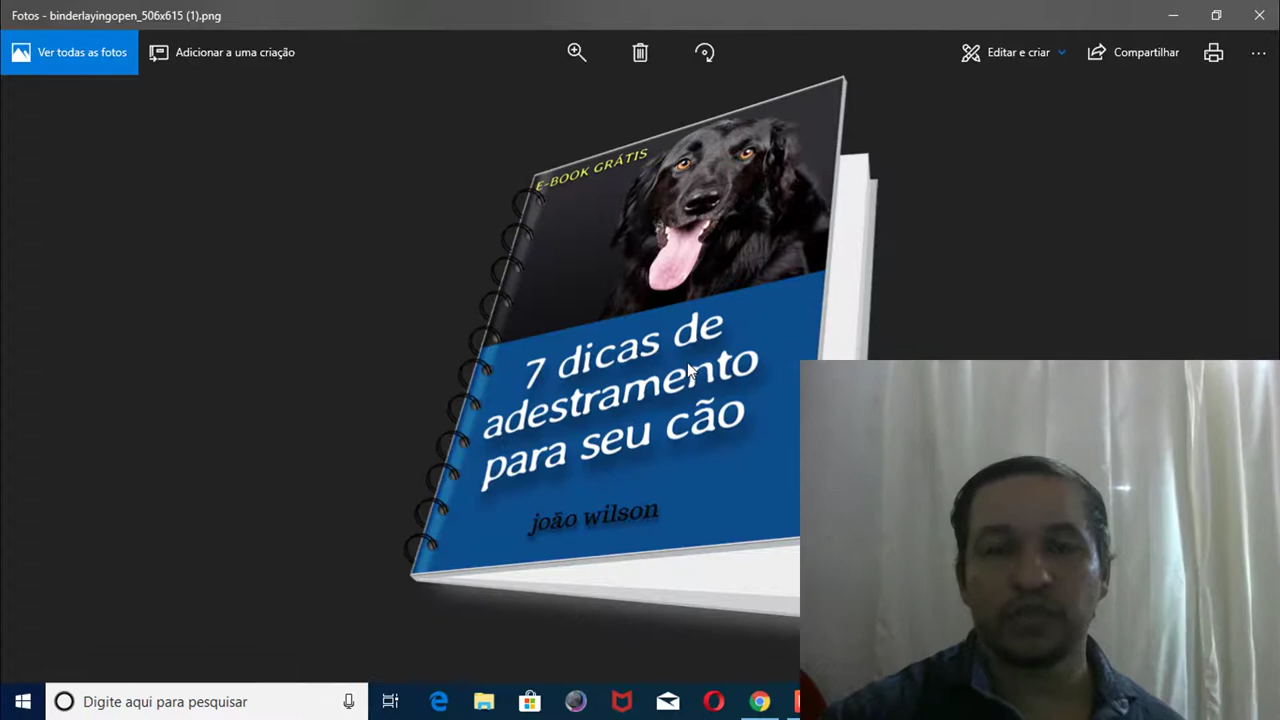 Fotos - binderlayingopen_506x615 (1).png
Ver todas as fotos
Adicionar a uma criação
Editar e criar
Compartilhar
E-BOOK GRÁTIS
7 dicas de
adestramento
para seu cão
joão wilson
Digite aqui para pesquisar